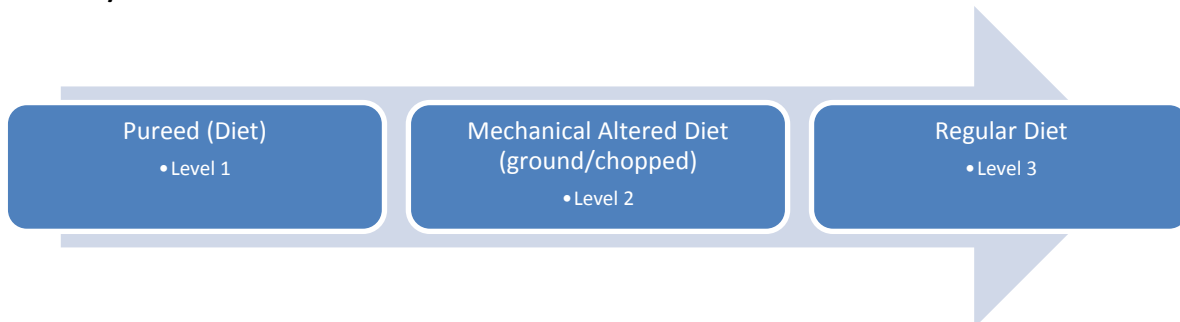 Pureed (Diet)
•Level 1
Mechanical Altered Diet
(ground/chopped)
•Level 2
Regular Diet
•Level 3